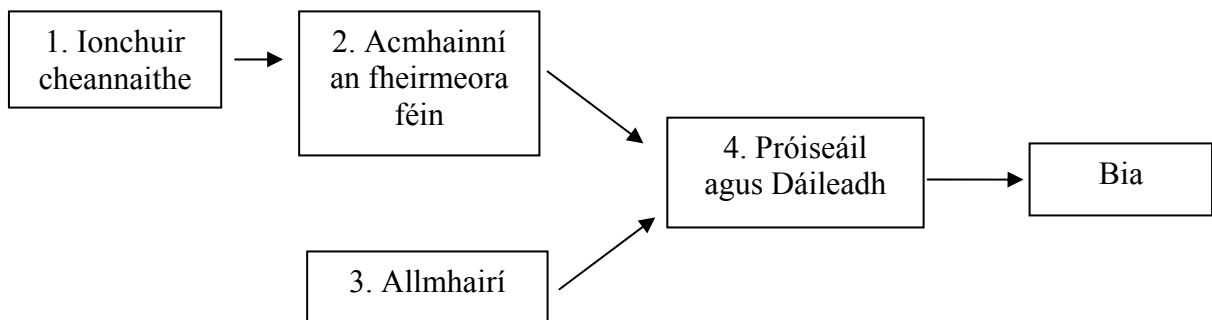 1. Ionchuir
cheannaithe
2. Acmhainní
an fheirmeora
féin
3. Allmhairí
4. Próiseáil
agus Dáileadh
Bia